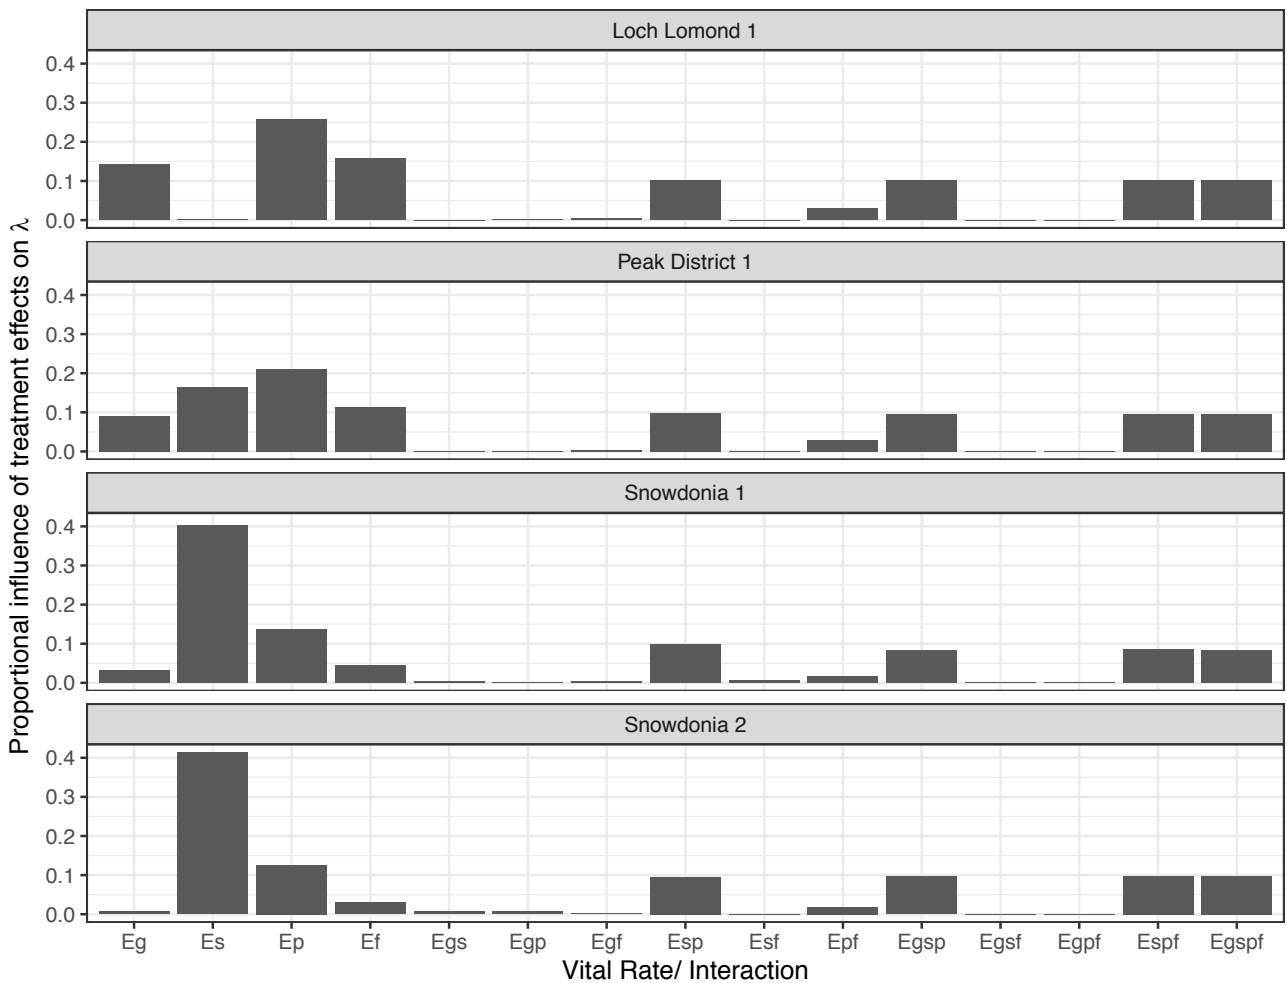 Loch Lomond 1
0.4
0.3
0.2
0.1
0.0
Peak District 1
0.4
0.3
0.2
0.1
0.0
Snowdonia 1
0.4
0.3
0.2
0.1
0.0
Snowdonia 2
0.4
0.3
0.2
0.1
0.0
Proportional influence of treatment effects on λ
Eg Es Ep Ef Egs Egp Egf Esp Esf Epf Egsp Egsf Egpf Espf Egspf
Vital Rate/ Interaction